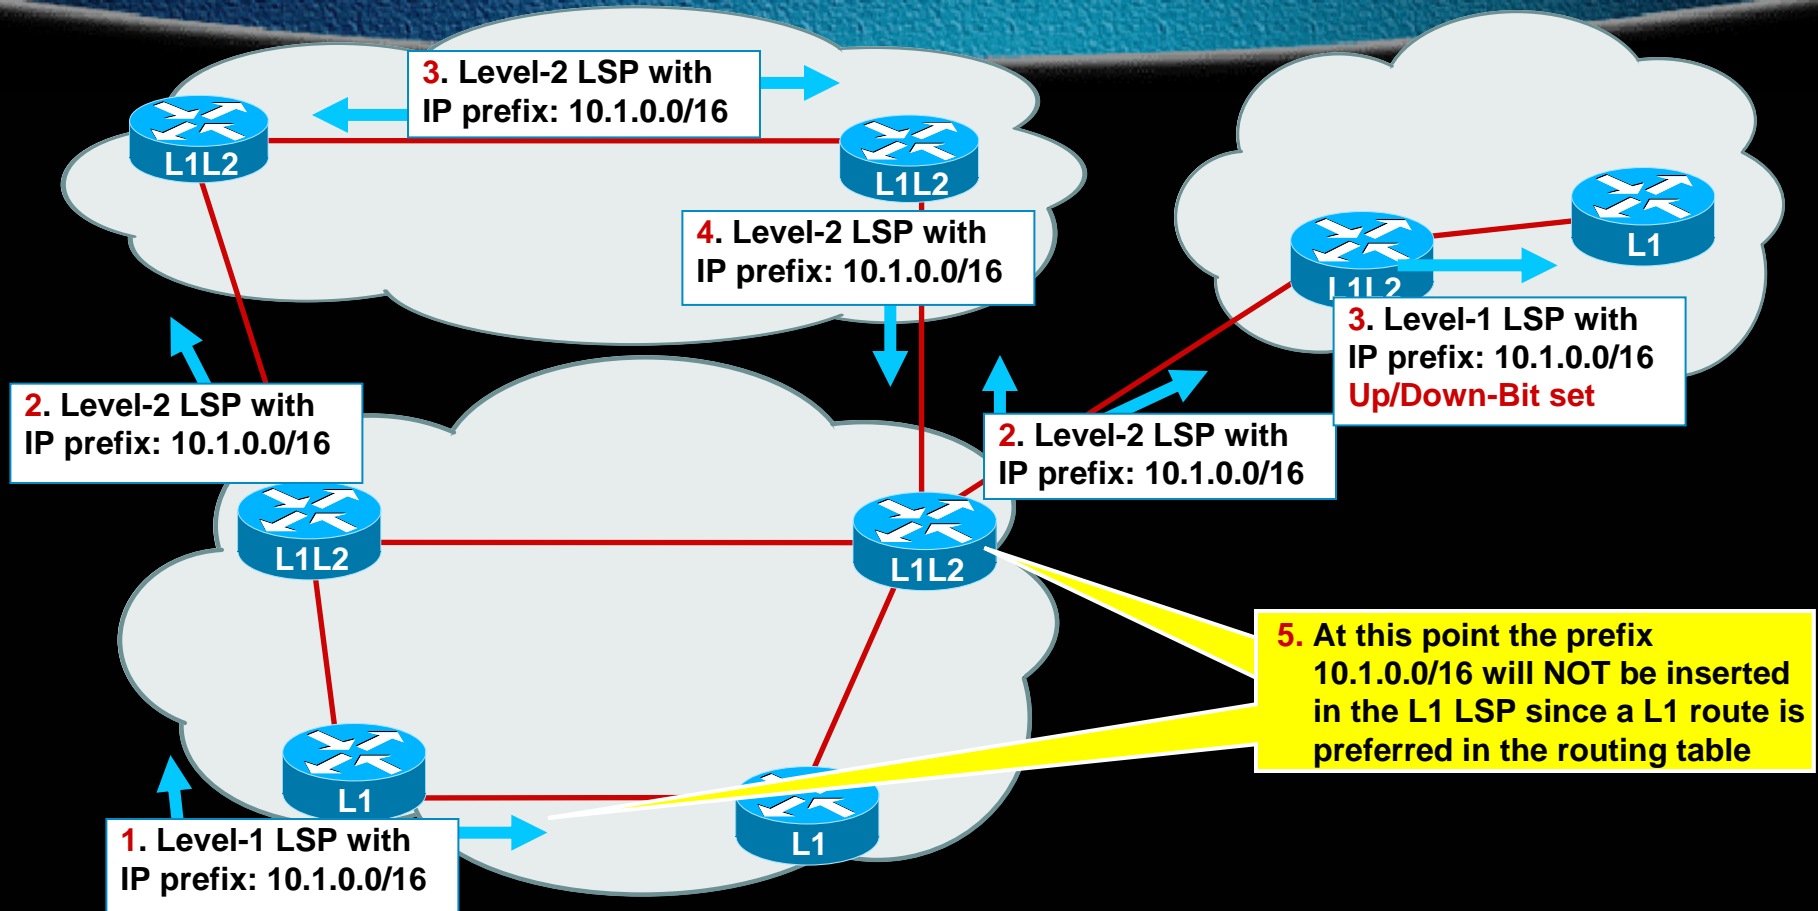 3. Level-2 LSP with
IP prefix: 10.1.0.0/16
L1L2
L1L2
4. Level-2 LSP with
IP prefix: 10.1.0.0/16
L1
L1L2
3. Level-1 LSP with
IP prefix: 10.1.0.0/16
Up/Down-Bit set
2. Level-2 LSP with
IP prefix: 10.1.0.0/16
2. Level-2 LSP with
IP prefix: 10.1.0.0/16
L1L2
L1L2
5. At this point the prefix
10.1.0.0/16 will NOT be inserted
in the L1 LSP since a L1 route is
preferred in the routing table
L1
L1
1. Level-1 LSP with
IP prefix: 10.1.0.0/16